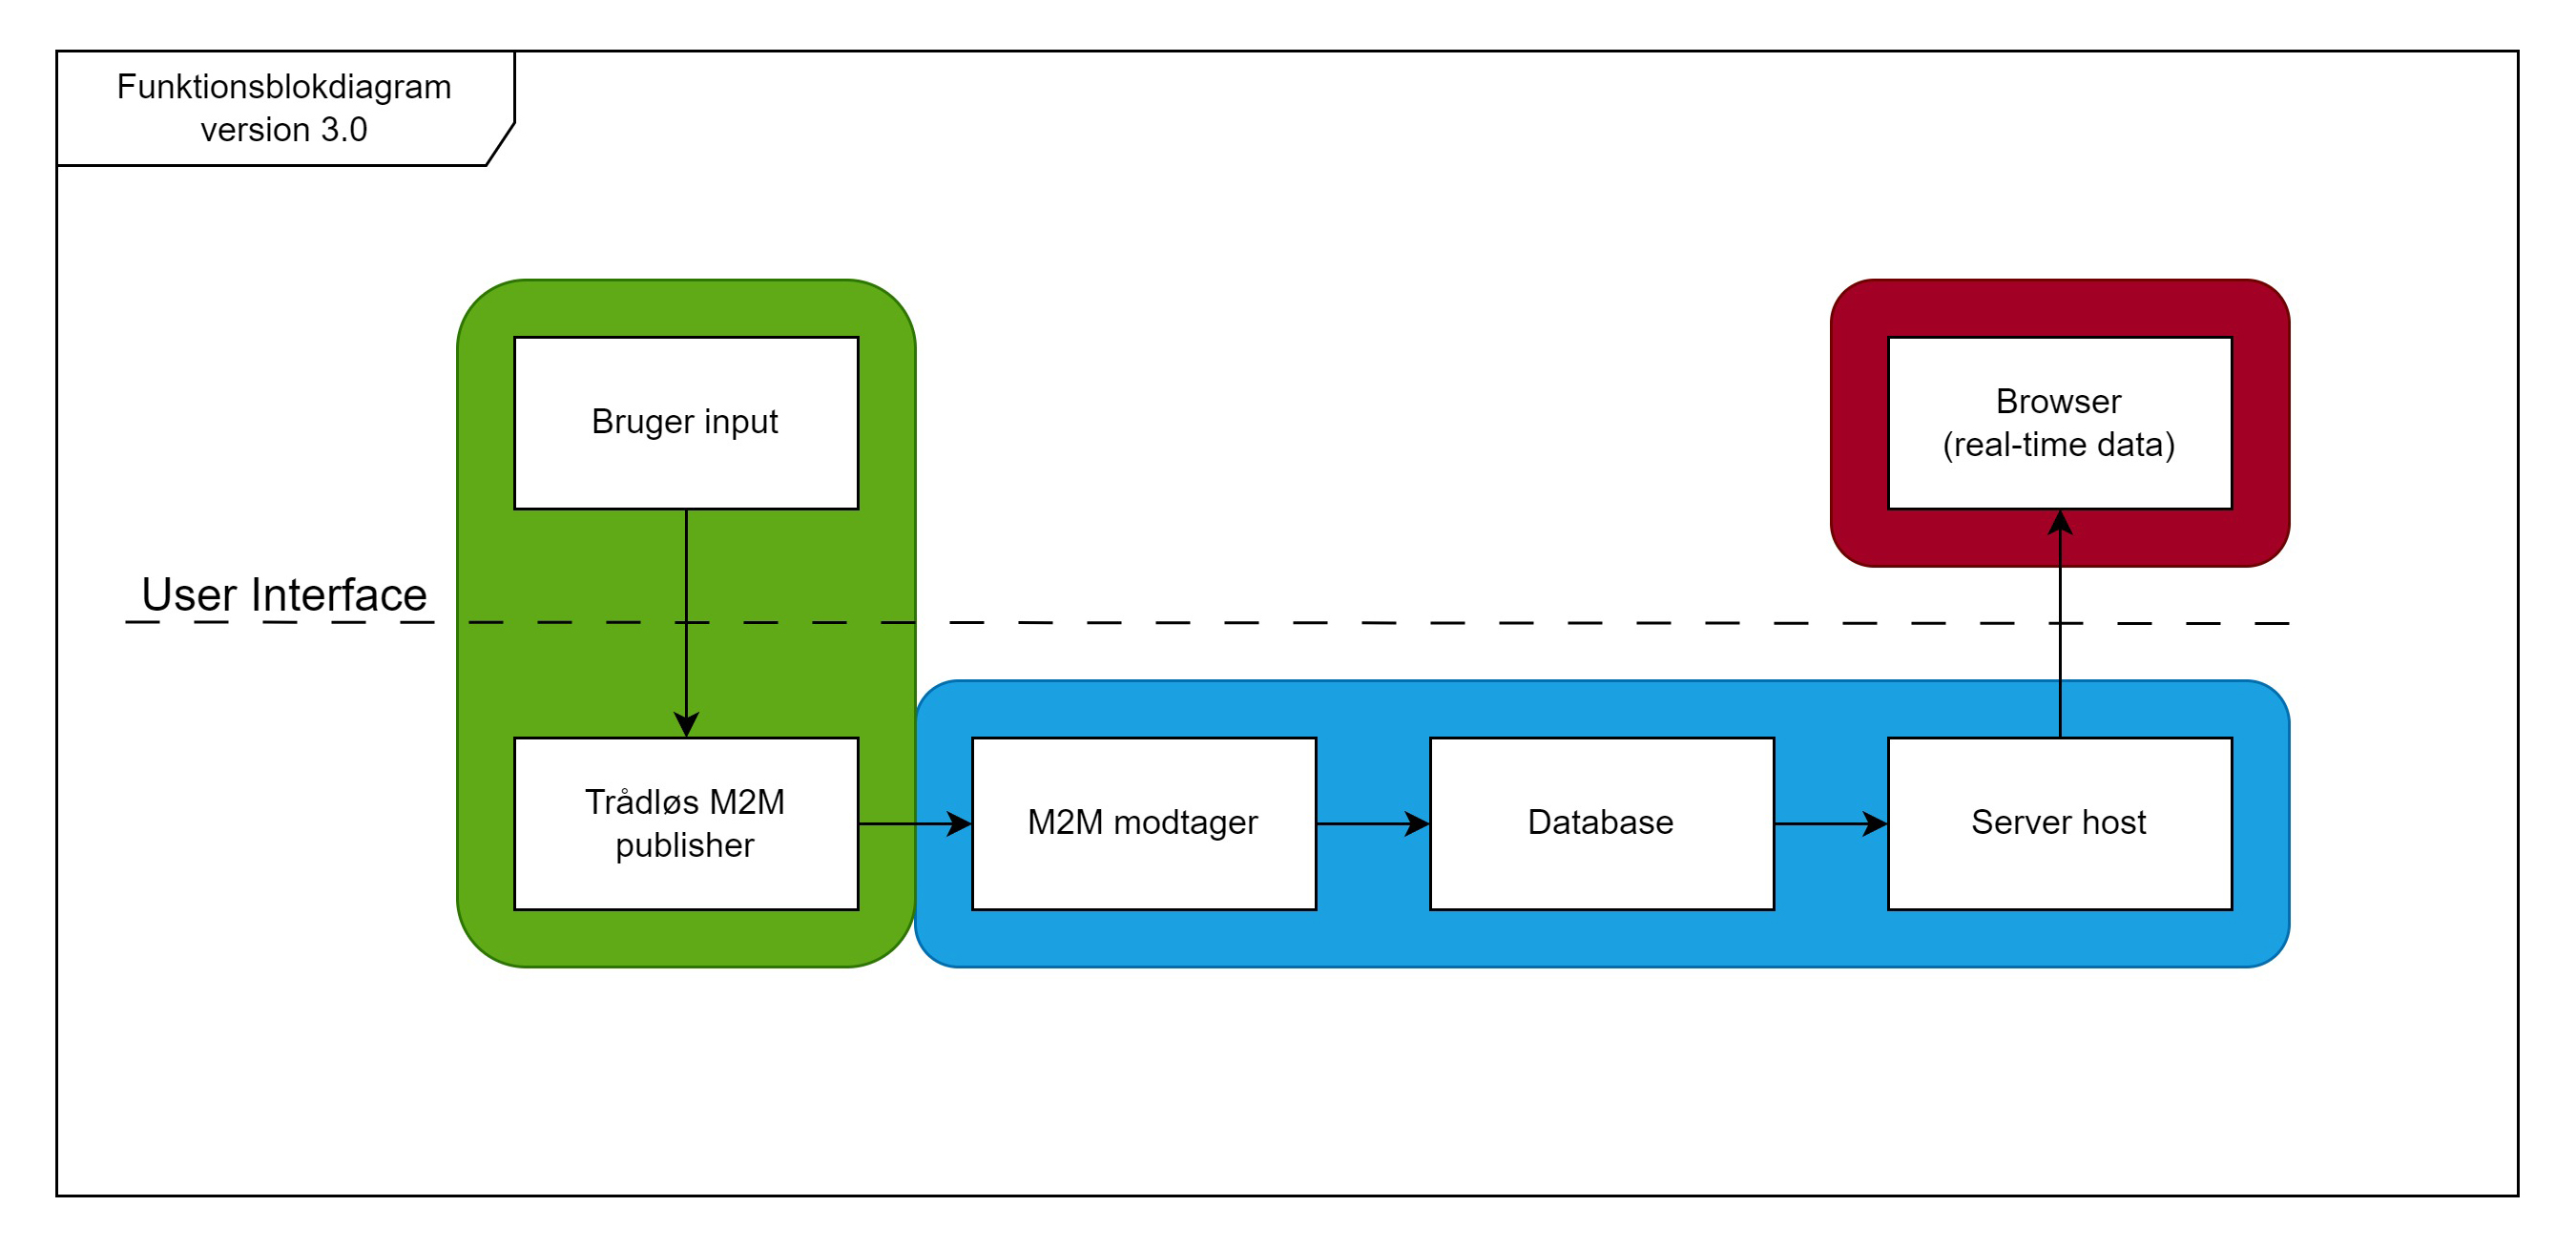 Funktionsblokdiagram
version 3.0
Bruger input
Browser
(real-time data)
User Interface
Trådløs M2M
publisher
M2M modtager
Database
Server host